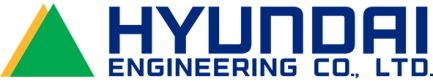 HYUNDAI
ENGINEERING CO., LTD.